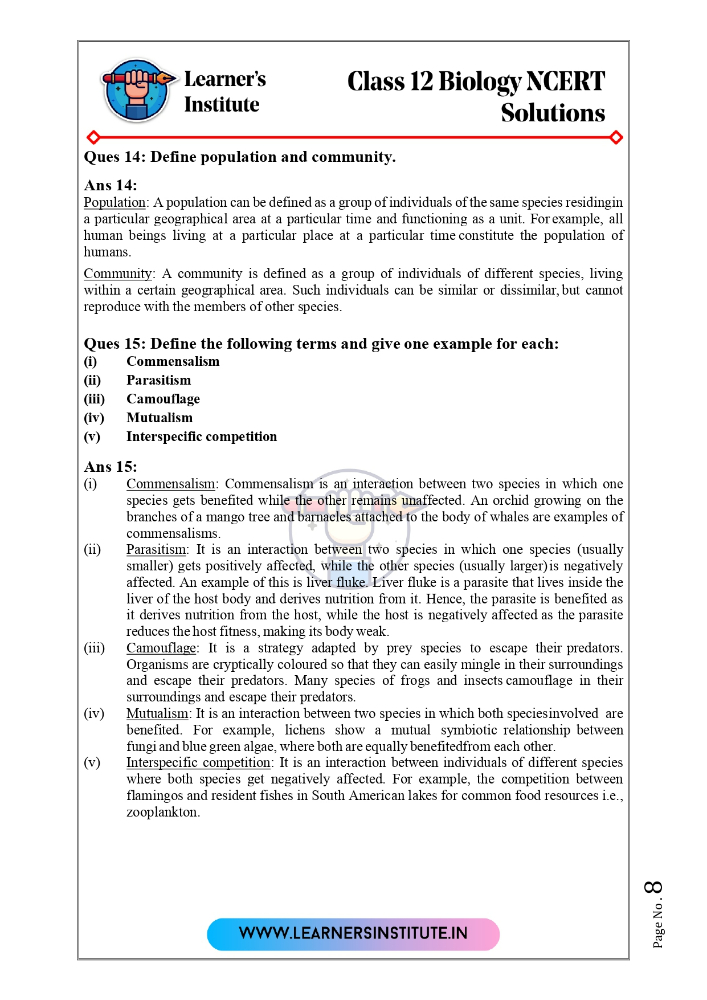 Learner's
Institute
Class 12 Biology NCERT
Solutions
Ques 14: Define population and community.
Ans 14:
Population: A population can be defined as a group of individuals of the same species residingin
a particular geographical area at a particular time and functioning as a unit. For example, all
human beings living at a particular place at a particular time constitute the population of
humans.
Community: A community is defined as a group of individuals of different species, living
within a certain geographical area. Such individuals can be similar or dissimilar, but cannot
reproduce with the members of other species.
Ques 15: Define the following terms and give one example for each:
(i) Commensalism
(ii) Parasitism
(iii) Camouflage
(iv) Mutualism
(v) Interspecific competition
Ans 15:
(i) Commensalism: Commensalism is an interaction between two species in which one
species gets benefited while the other remains unaffected. An orchid growing on the
branches of a mango tree and barnacles attached to the body of whales are examples of
commensalisms.
(ii) Parasitism: It is an interaction between two species in which one species (usually
smaller) gets positively affected, while the other species (usually larger) is negatively
affected. An example of this is liver fluke. Liver fluke is a parasite that lives inside the
liver of the host body and derives nutrition from it. Hence, the parasite is benefited as
it derives nutrition from the host, while the host is negatively affected as the parasite
reduces the host fitness, making its body weak.
(iii) Camouflage: It is a strategy adapted by prey species to escape their predators.
Organisms are cryptically coloured so that they can easily mingle in their surroundings
and escape their predators. Many species of frogs and insects camouflage in their
surroundings and escape their predators.
(iv) Mutualism: It is an interaction between two species in which both speciesinvolved are
benefited. For example, lichens show a mutual symbiotic relationship between
fungi and blue green algae, where both are equally benefitedfrom each other.
(v) Interspecific competition: It is an interaction between individuals of different species
where both species get negatively affected. For example, the competition between
flamingos and resident fishes in South American lakes for common food resources i.e.,
zooplankton.
WWW.LEARNERSINSTITUTE.IN
Page No. 8